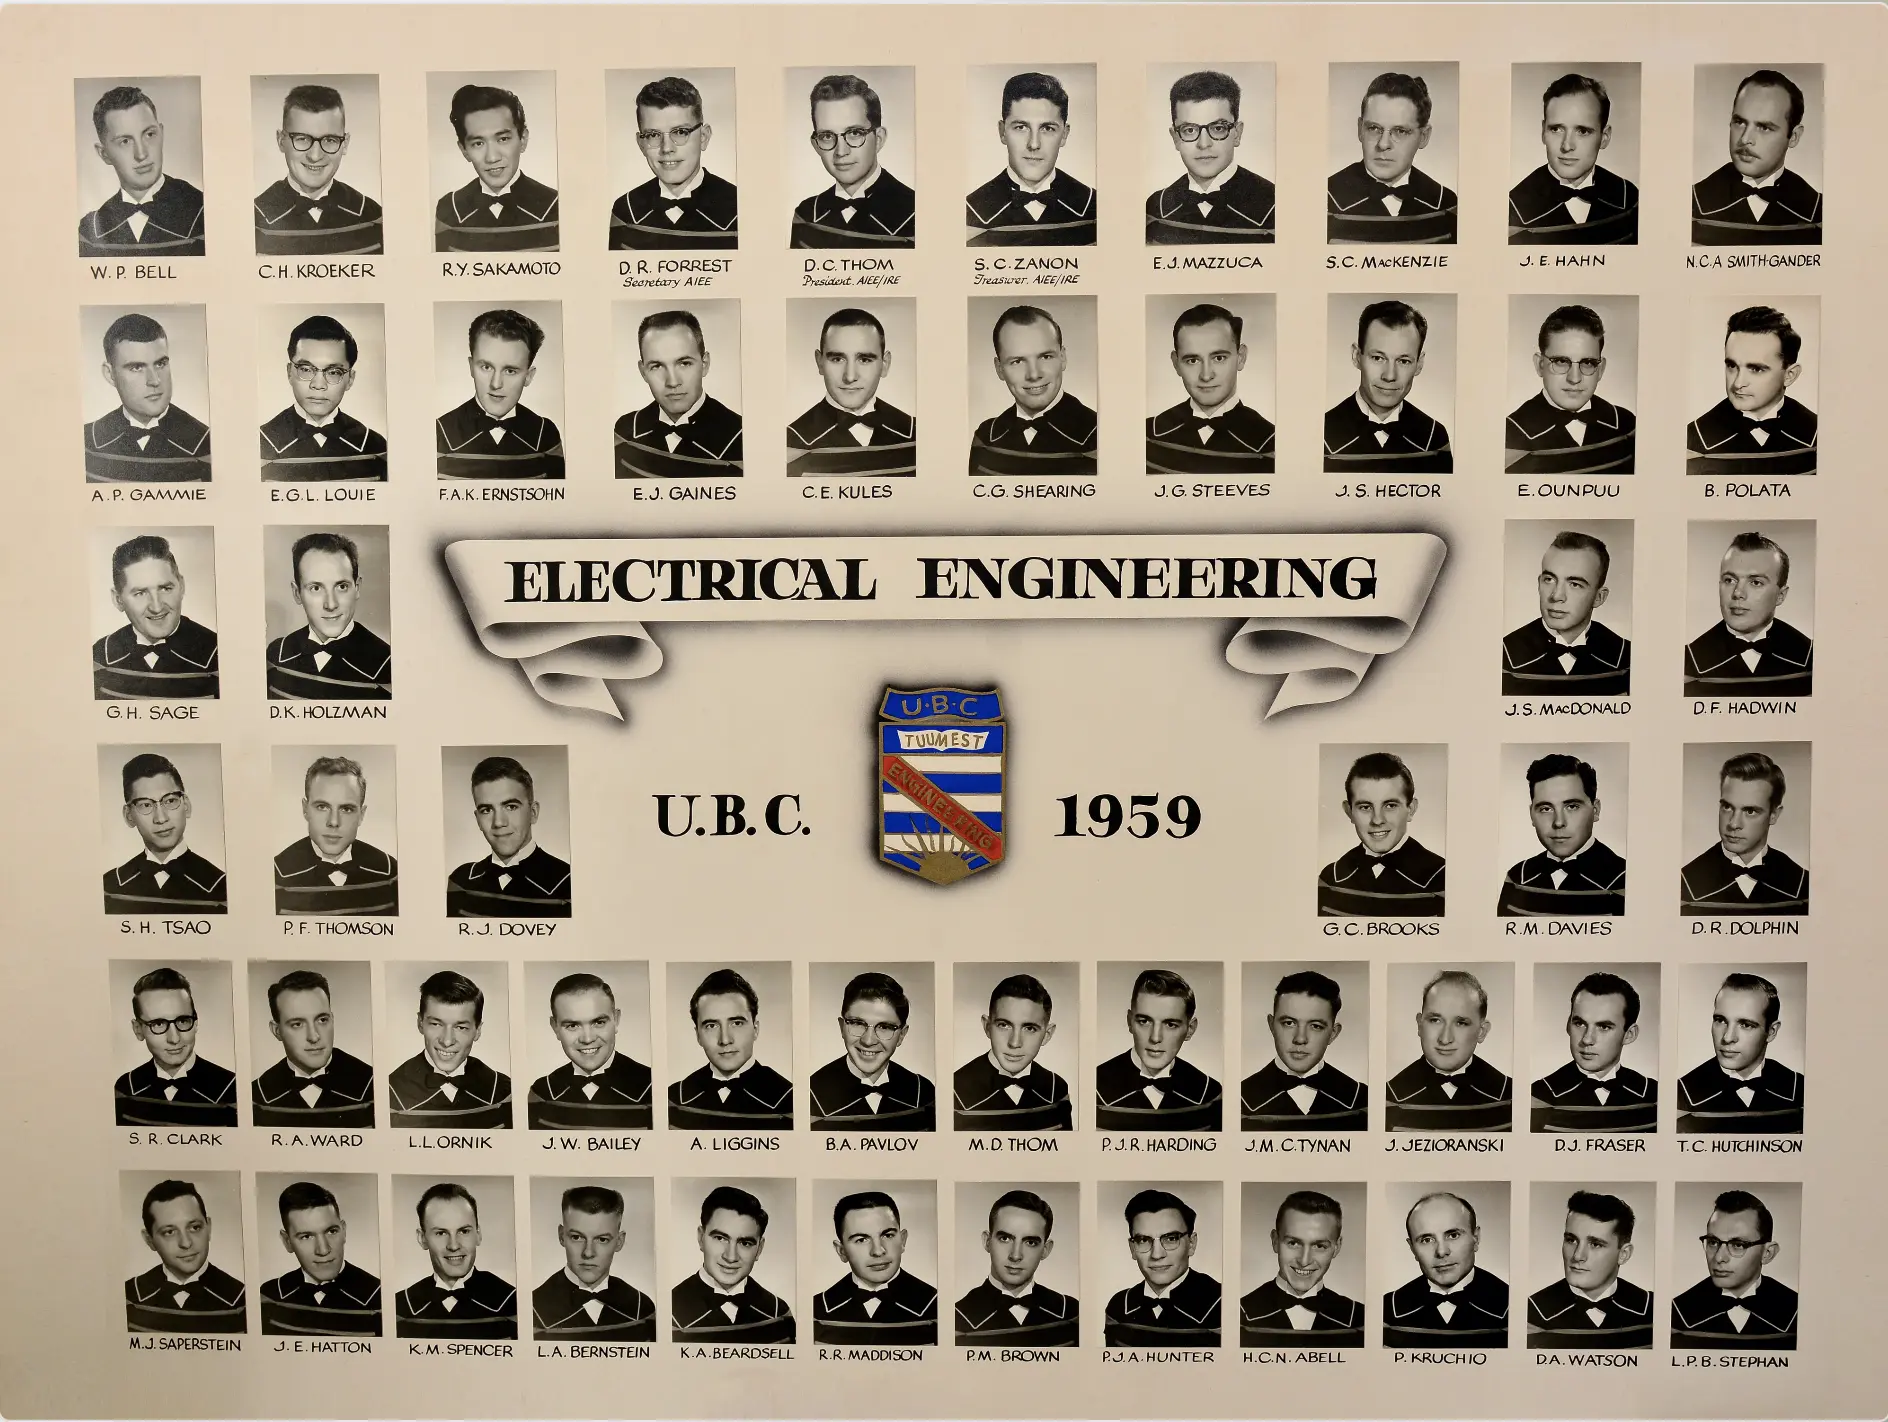 W. P. BELL
C.H. KROEKER
R.Y. SAKAMOTO
D. R. FORREST
Secretary AIEE
D. C. THOM
President. AIEE/IRE
S. C. ZANON
Treasurer. AIEE/IRE
E. J. MAZZUCA
S.C. MacKENZIE
J. E. HAHN
N.C.A SMITH-GANDER
A. P. GAMMIE
E.G.L. LOUIE
F.A.K. ERNSTSOHN
E. J. GAINES
C. E. KULES
C.G. SHEARING
J.G. STEEVES
J. S. HECTOR
E. OUNPUU
B. POLATA
ELECTRICAL ENGINEERING
G.H. SAGE
D.K. HOLZMAN
J.S. MacDONALD
D. F. HADWIN
U·B·C
TUUM EST
ENGINEERING
U.B.C. 1959
S. H. TSAO
P. F. THOMSON
R. J. DOVEY
G. C. BROOKS
R.M. DAVIES
D. R. DOLPHIN
S. R. CLARK
R. A. WARD
L.L. ORNIK
J. W. BAILEY
A. LIGGINS
B.A. PAVLOV
M.D. THOM
P.J.R. HARDING
J.M.C. TYNAN
J. JEZIORANSKI
D.J. FRASER
T.C. HUTCHINSON
M.J. SAPERSTEIN
J. E. HATTON
K.M. SPENCER
L.A. BERNSTEIN
K.A. BEARDSELL
R.R. MADDISON
P.M. BROWN
P.J.A. HUNTER
H.C.N. ABELL
P. KRUCHIO
D.A. WATSON
L.P.B. STEPHAN